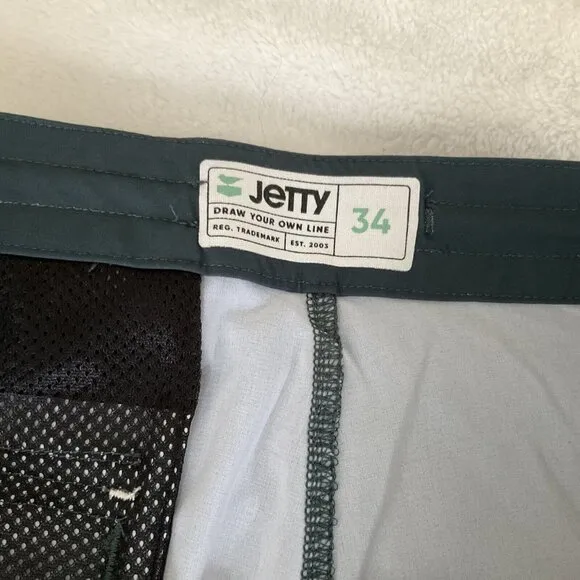 Jetty
DRAW YOUR OWN LINE
REG. TRADEMARK EST. 2003
34